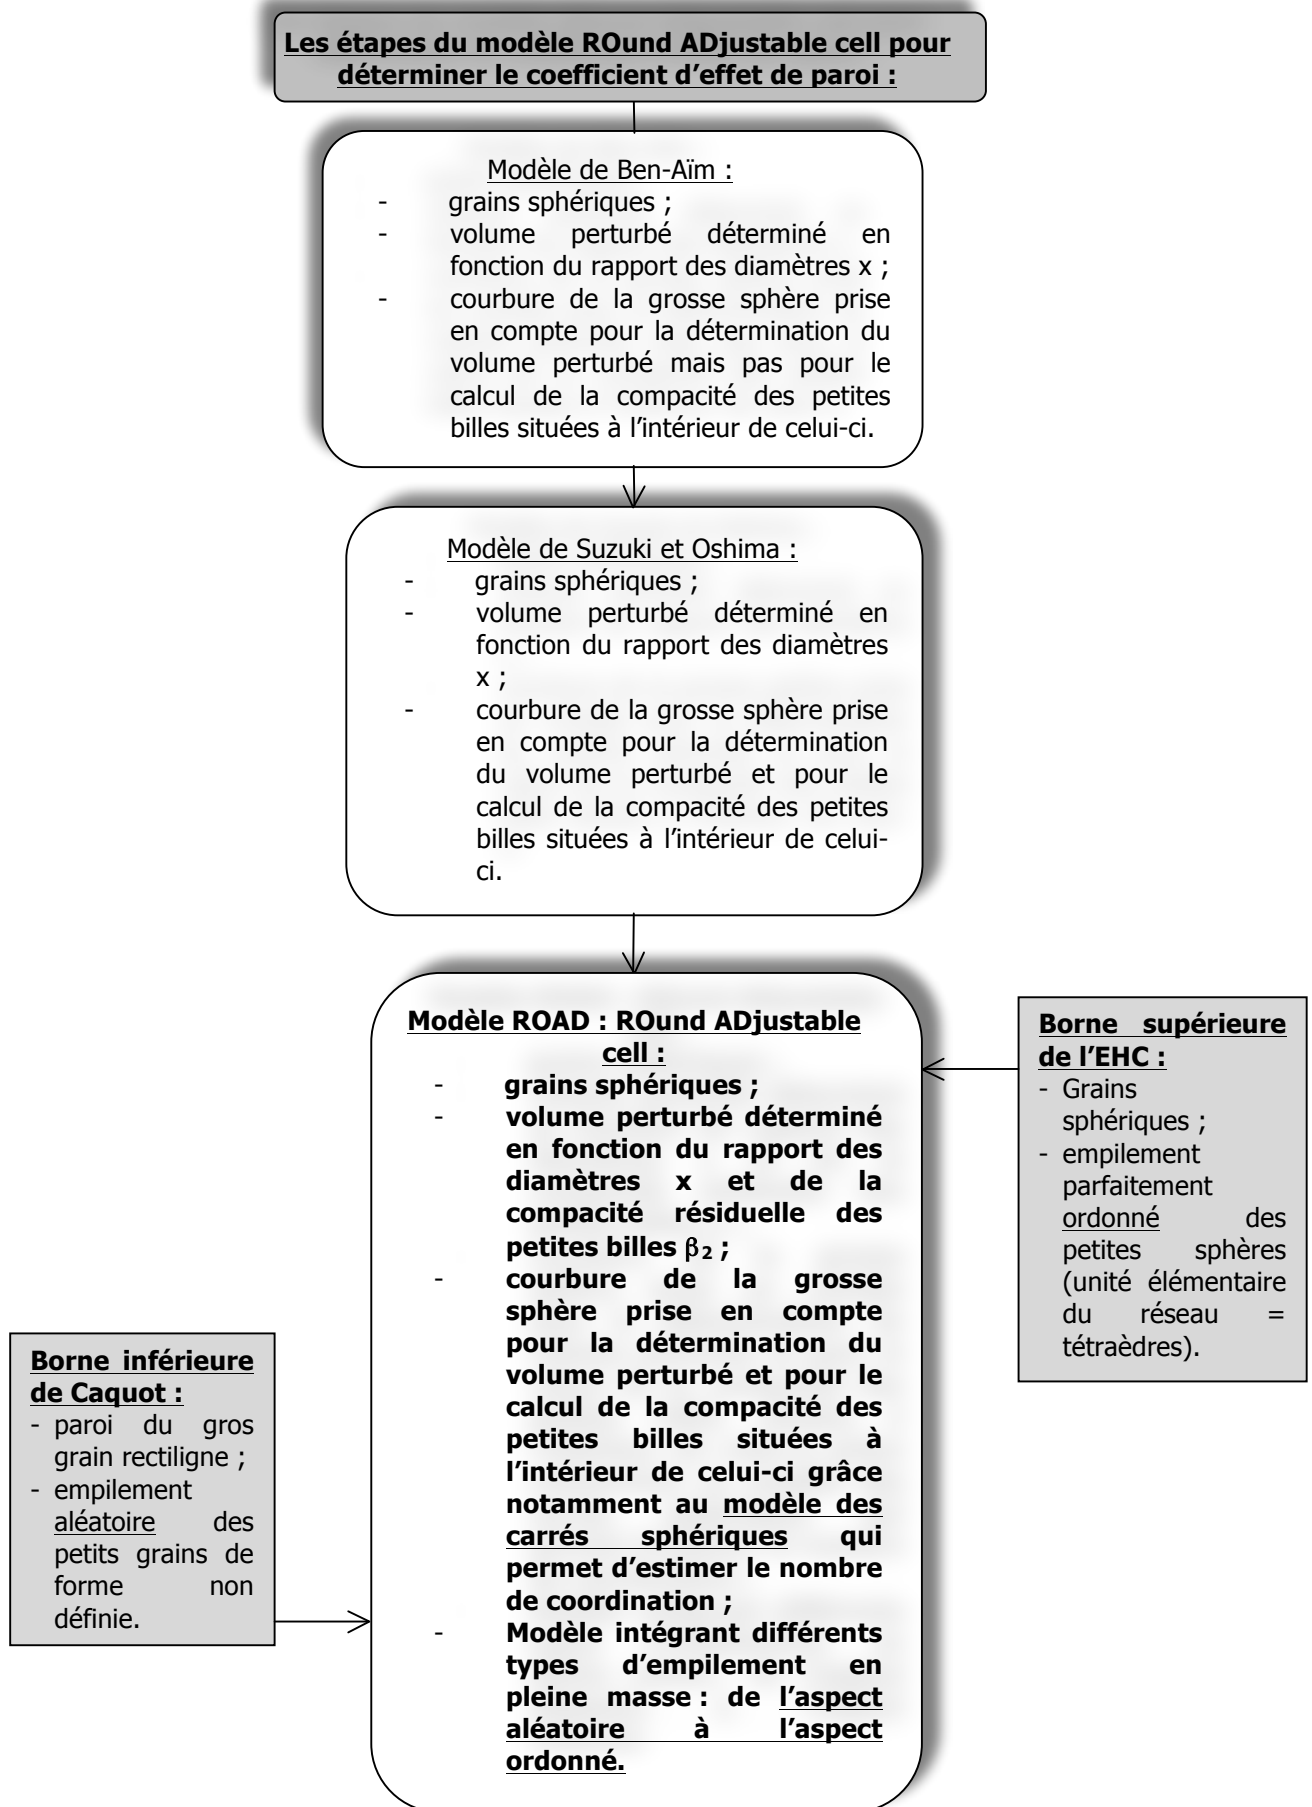 Les étapes du modèle ROund ADjustable cell pour
déterminer le coefficient d'effet de paroi :
Modèle de Ben-Aïm :
- grains sphériques ;
- volume perturbé déterminé en
fonction du rapport des diamètres x ;
- courbure de la grosse sphère prise
en compte pour la détermination du
volume perturbé mais pas pour le
calcul de la compacité des petites
billes situées à l'intérieur de celui-ci.
Modèle de Suzuki et Oshima :
- grains sphériques ;
- volume perturbé déterminé en
fonction du rapport des diamètres
x ;
- courbure de la grosse sphère prise
en compte pour la détermination
du volume perturbé et pour le
calcul de la compacité des petites
billes situées à l'intérieur de celui-
ci.
Modèle ROAD : ROund ADjustable
cell :
- grains sphériques ;
- volume perturbé déterminé
en fonction du rapport des
diamètres x et de la
compacité résiduelle des
petites billes β₂ ;
- courbure de la grosse
sphère prise en compte
pour la détermination du
volume perturbé et pour le
calcul de la compacité des
petites billes situées à
l'intérieur de celui-ci grâce
notamment au modèle des
carrés sphériques qui
permet d'estimer le nombre
de coordination ;
- Modèle intégrant différents
types d'empilement en
pleine masse : de l'aspect
aléatoire à l'aspect
ordonné.
Borne supérieure
de l'EHC :
- Grains
sphériques ;
- empilement
parfaitement
ordonné des
petites sphères
(unité élémentaire
du réseau =
tétraèdres).
Borne inférieure
de Caquot :
- paroi du gros
grain rectiligne ;
- empilement
aléatoire des
petits grains de
forme non
définie.